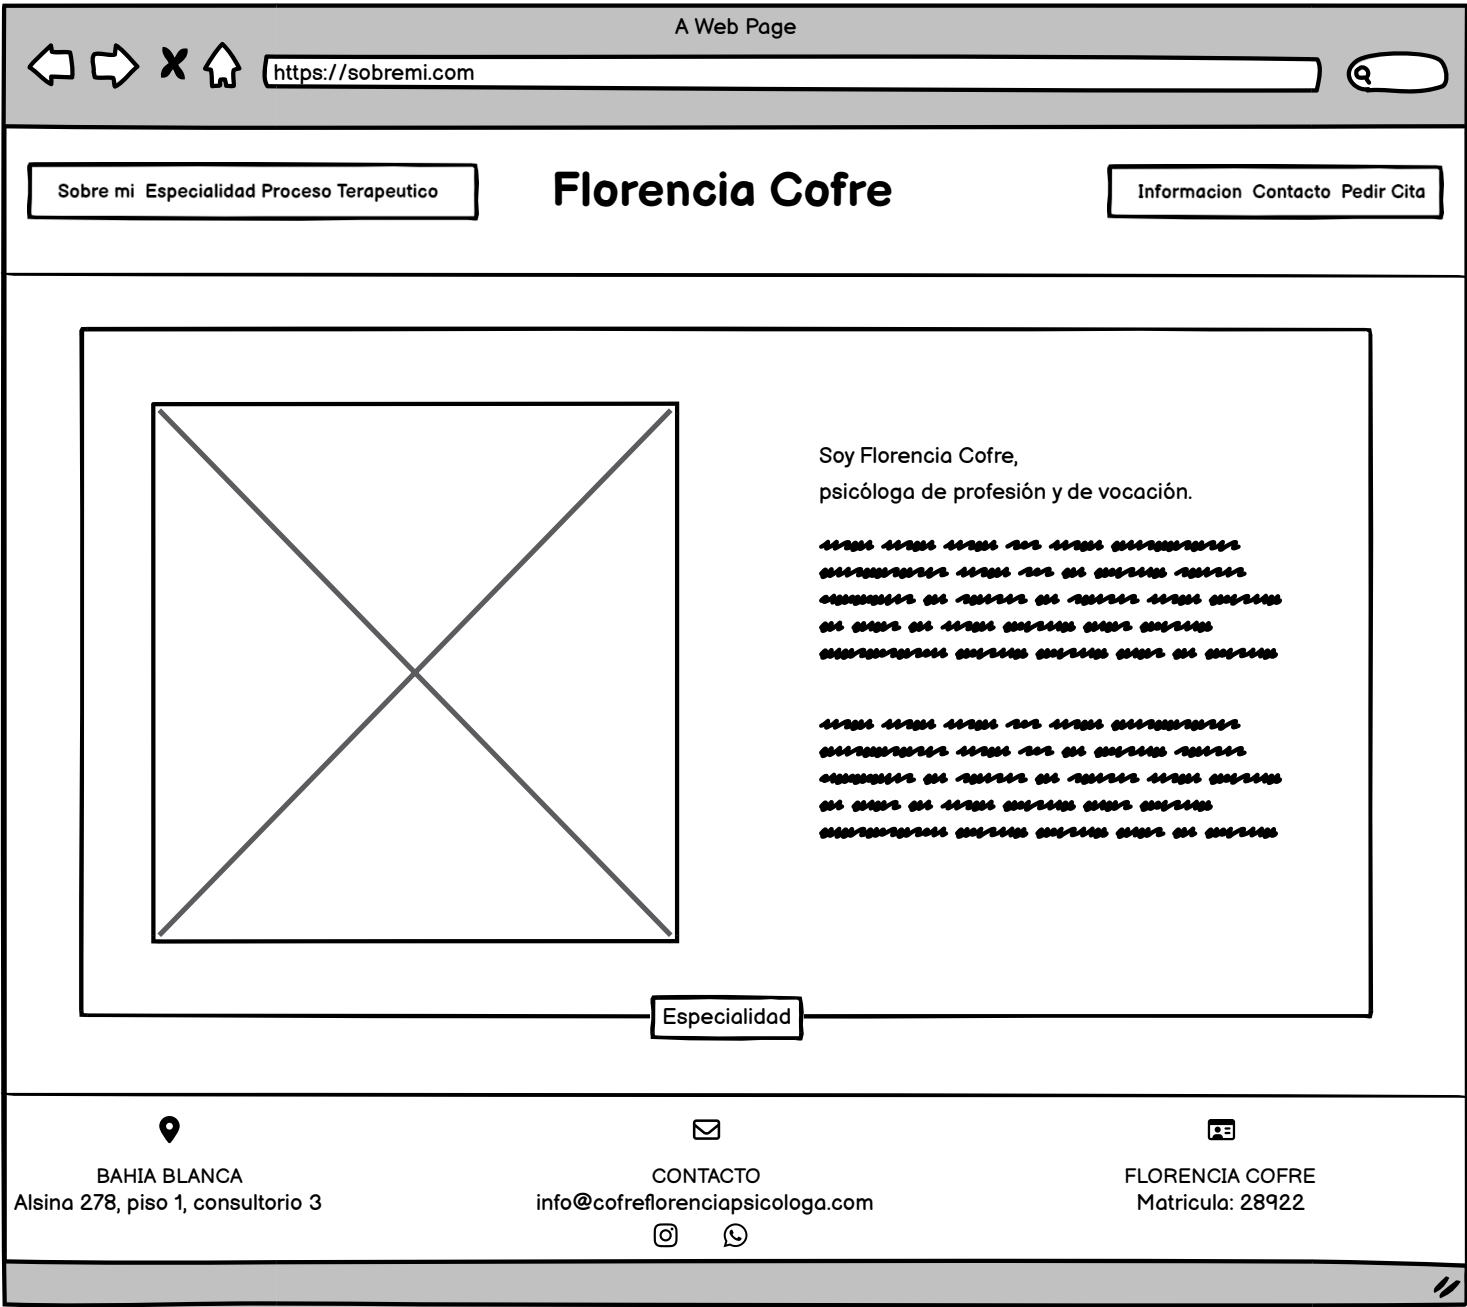 A Web Page
https://sobremi.com
Sobre mi Especialidad Proceso Terapeutico
Florencia Cofre
Informacion Contacto Pedir Cita
Soy Florencia Cofre,
psicóloga de profesión y de vocación.
Especialidad
BAHIA BLANCA
Alsina 278, piso 1, consultorio 3
CONTACTO
info@cofreflorenciapsicologa.com
FLORENCIA COFRE
Matricula: 28922